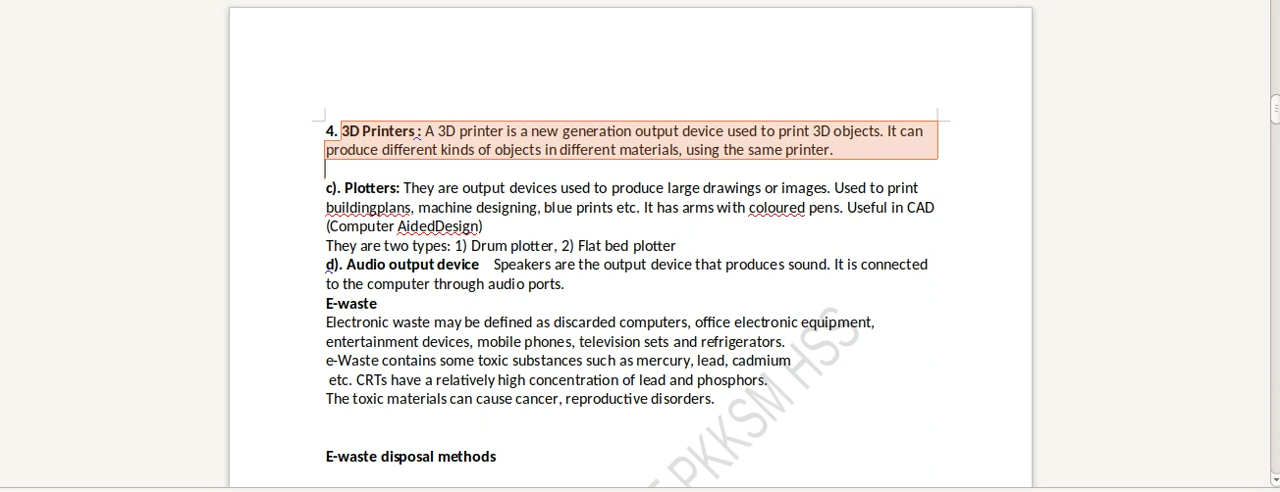 4. 3D Printers : A 3D printer is a new generation output device used to print 3D objects. It can
produce different kinds of objects in different materials, using the same printer.
c). Plotters: They are output devices used to produce large drawings or images. Used to print
buildingplans, machine designing, blue prints etc. It has arms with coloured pens. Useful in CAD
(Computer AidedDesign)
They are two types: 1) Drum plotter, 2) Flat bed plotter
d). Audio output device Speakers are the output device that produces sound. It is connected
to the computer through audio ports.
E-waste
Electronic waste may be defined as discarded computers, office electronic equipment,
entertainment devices, mobile phones, television sets and refrigerators.
e-Waste contains some toxic substances such as mercury, lead, cadmium
etc. CRTs have a relatively high concentration of lead and phosphors.
The toxic materials can cause cancer, reproductive disorders.
E-waste disposal methods
PKKSM HSS